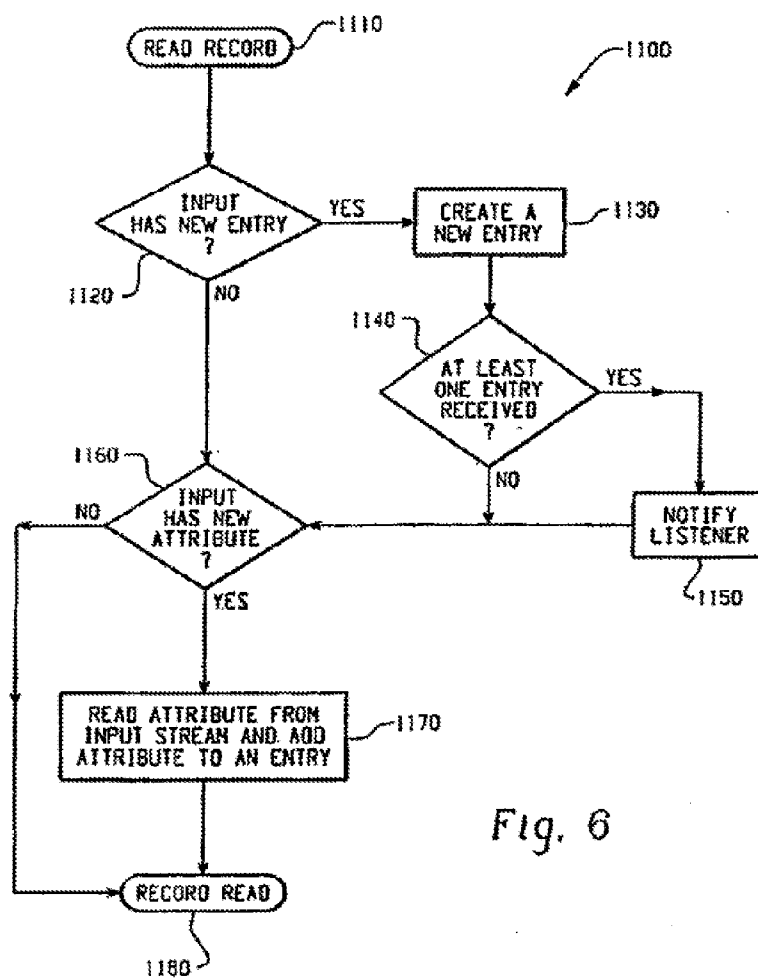 READ RECORD
1110
1100
INPUT
HAS NEW ENTRY
?
YES
1120
NO
CREATE A
NEW ENTRY
1130
1140
AT LEAST
ONE ENTRY
RECEIVED
?
YES
NO
1160
INPUT
HAS NEW
ATTRIBUTE
?
NO
YES
NOTIFY
LISTENER
1150
READ ATTRIBUTE FROM
INPUT STREAM AND ADD
ATTRIBUTE TO AN ENTRY
1170
Fig. 6
RECORD READ
1180